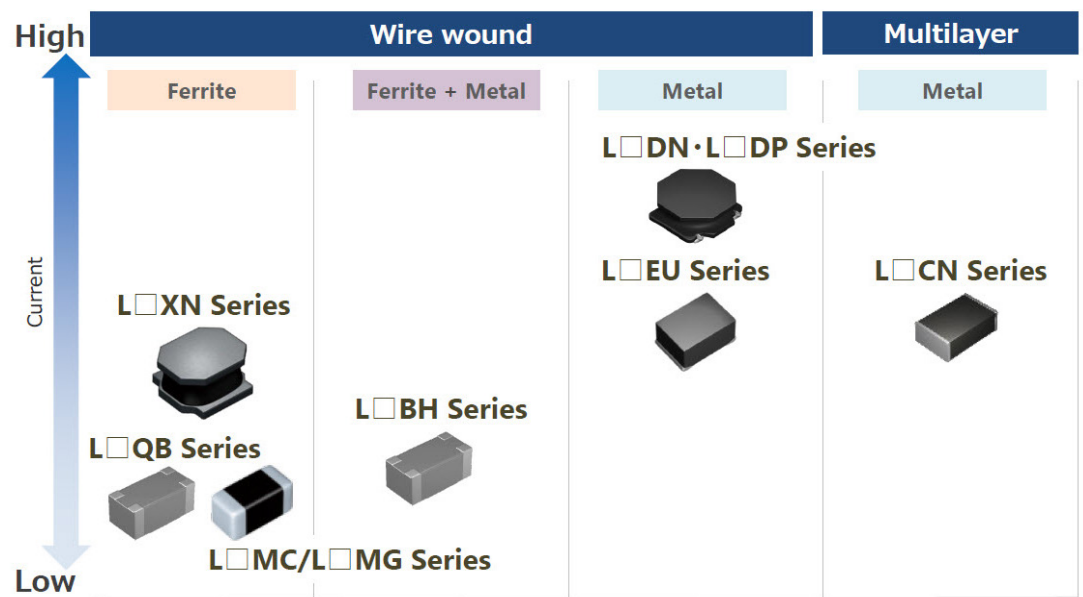 High
Wire wound
Multilayer
Ferrite
Ferrite + Metal
Metal
Metal
L□DN・L□DP Series
L□EU Series
L□CN Series
Current
L□XN Series
L□BH Series
L□QB Series
L□MC/L□MG Series
Low